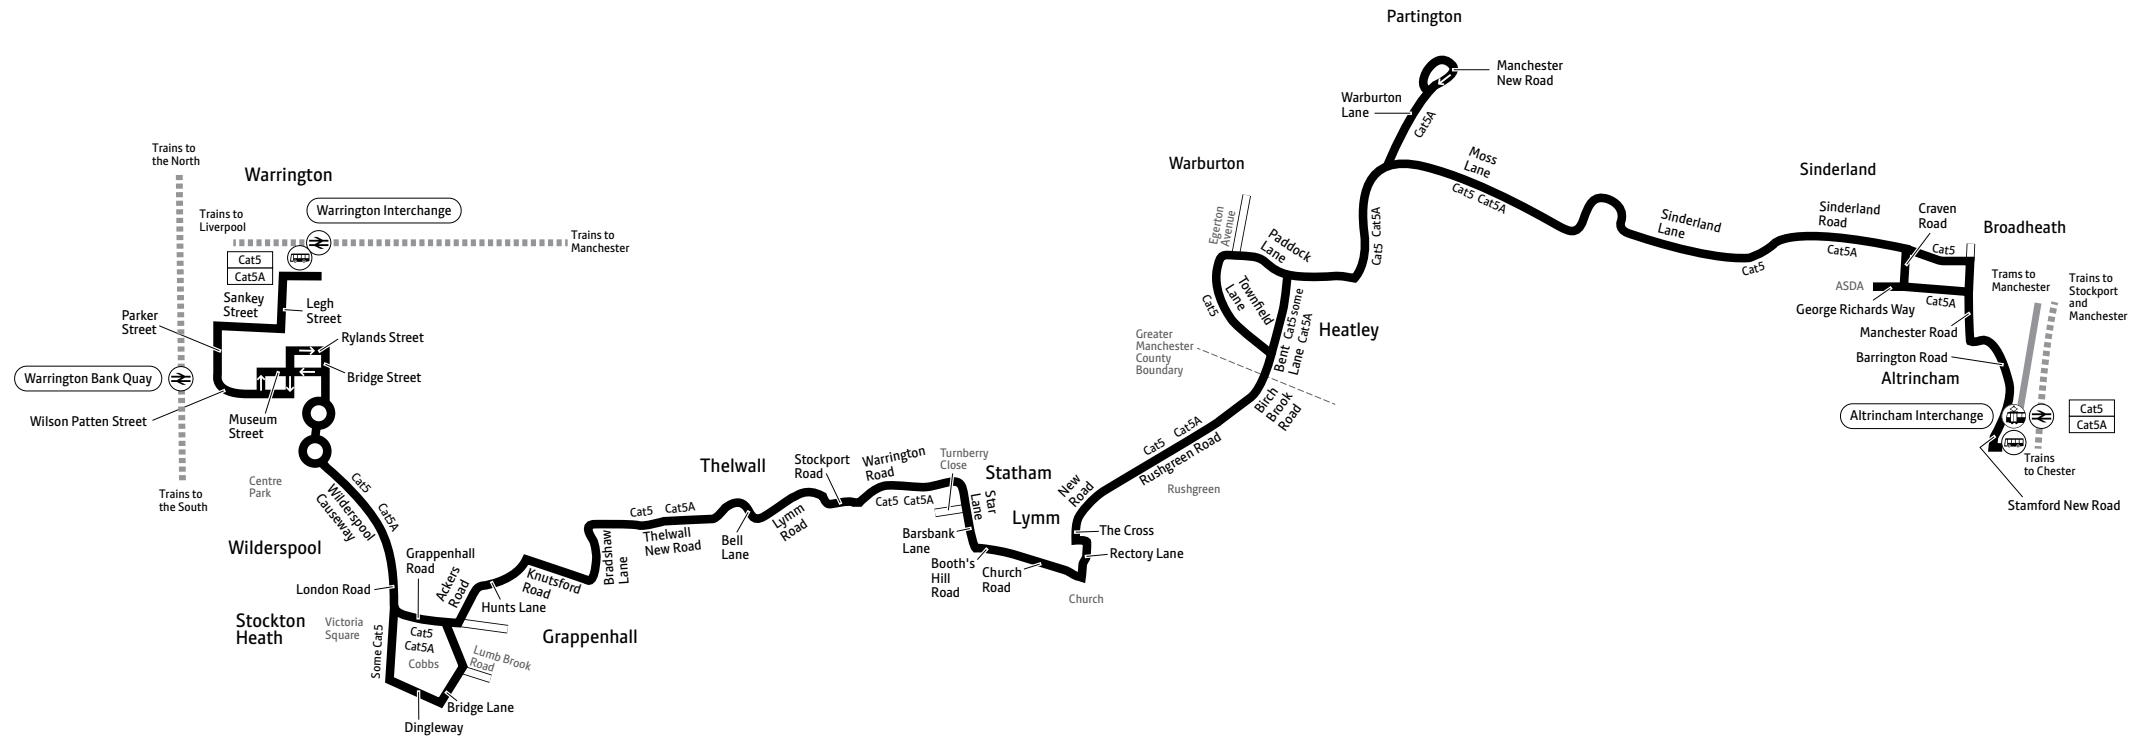 Partington
Manchester
New Road
Warburton
Lane
Cat5A
Trains to
the North
Warrington
Warrington Interchange
Trains to
Liverpool
Trains to
Manchester
Cat5
Cat5A
Sankey
Street
Legh
Street
Parker
Street
Rylands Street
Warrington Bank Quay
Bridge Street
Wilson Patten Street
Museum
Street
Trains to
the South
Centre
Park
Cat5
Cat5A
Wilderspool
Causeway
Wilderspool
London Road
Grappenhall
Road
Ackers
Road
Stockton
Heath
Victoria
Square
Some Cat5
Cat5
Cat5A
Cobbs
Lumb Brook
Road
Bridge Lane
Dingleway
Hunts Lane
Grappenhall
Knutsford
Road
Bradshaw
Lane
Cat5 Cat5A
Thelwall
New Road
Thelwall
Bell
Lane
Lymm
Road
Stockport
Road
Warrington
Road
Cat5 Cat5A
Turnberry
Close
Statham
Star
Lane
Lymm
Barsbank
Lane
Booth's
Hill
Road
Church
Road
Church
The Cross
Rectory Lane
New
Road
Cat5 Cat5A
Rushgreen Road
Rushgreen
Birch
Brook
Road
Greater
Manchester
County
Boundary
Bent
Lane
Cat5 some
Cat5A
Heatley
Warburton
Egerton
Avenue
Paddock
Lane
Townfield
Lane
Cat5
Cat5 Cat5A
Moss
Lane
Cat5 Cat5A
Sinderland
Lane
Cat5
Sinderland
Sinderland
Road
Cat5A
Craven
Road
Cat5
Broadheath
ASDA
Cat5A
George Richards Way
Manchester Road
Barrington Road
Altrincham
Altrincham Interchange
Trams to
Manchester
Trains to
Stockport
and
Manchester
Cat5
Cat5A
Trains
to Chester
Stamford New Road